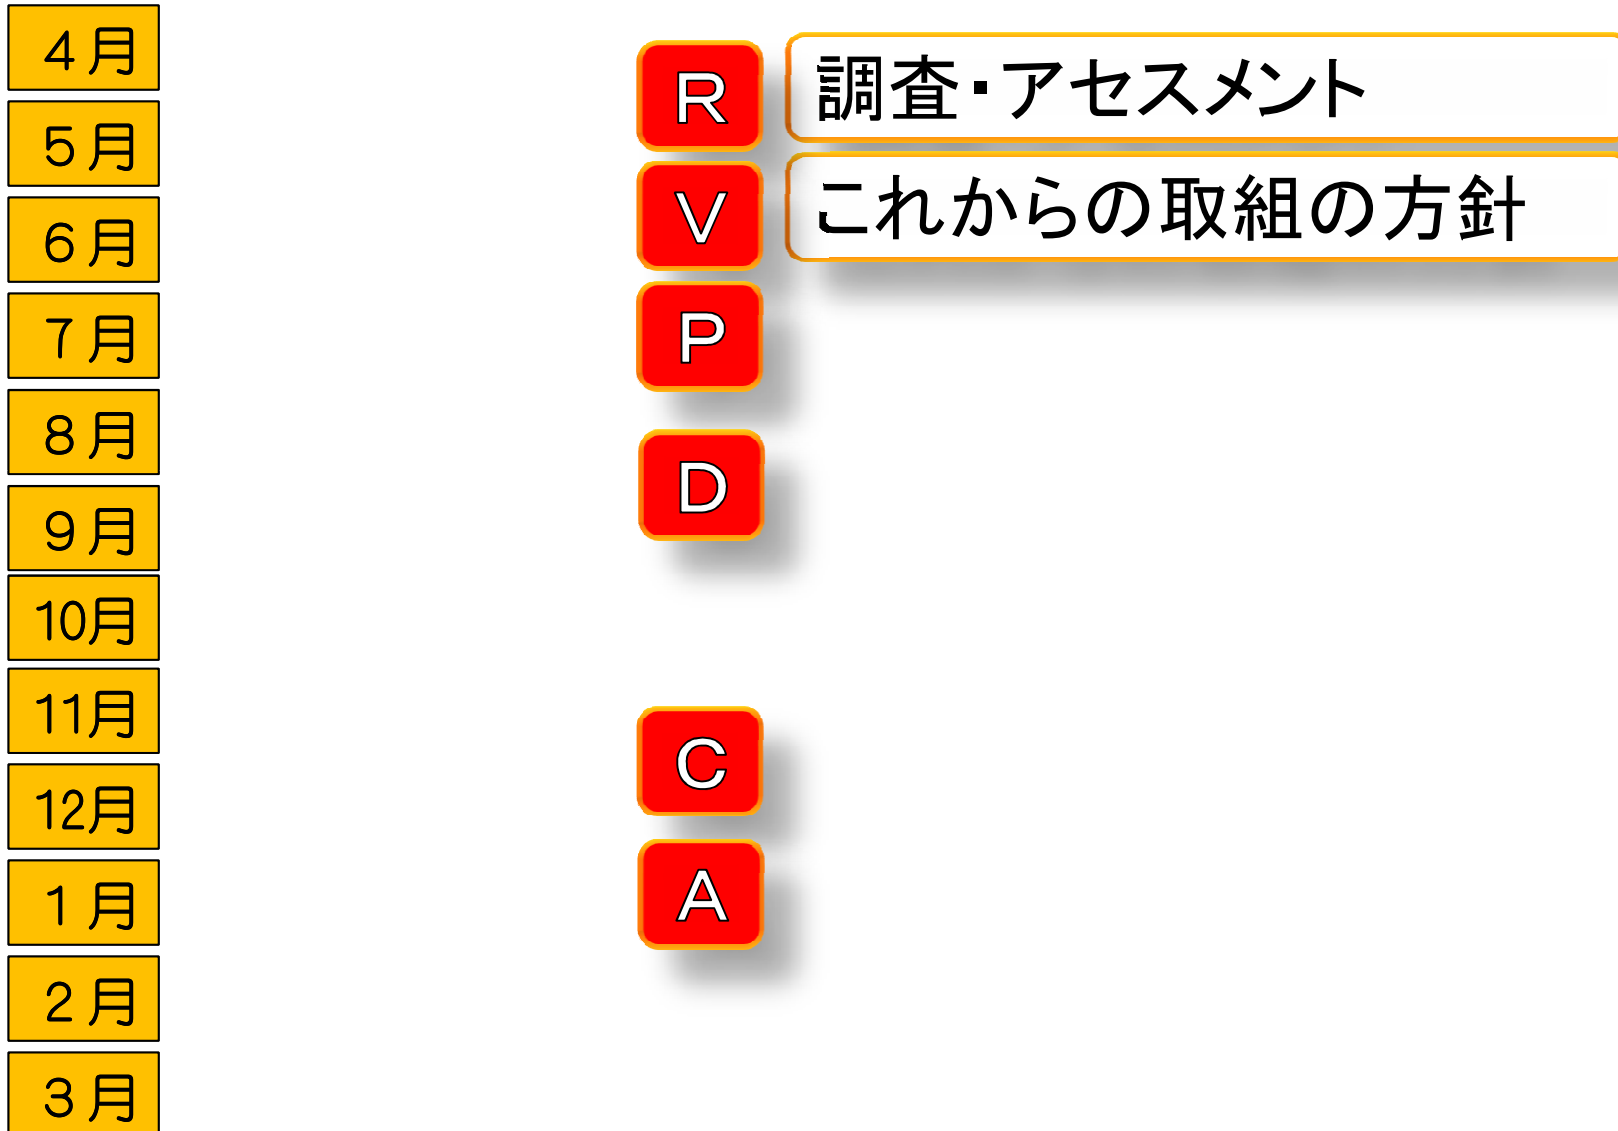 4月
5月
6月
7月
8月
9月
10月
11月
12月
1月
2月
3月
R 調査・アセスメント
V これからの取組の方針
P
D
C
A